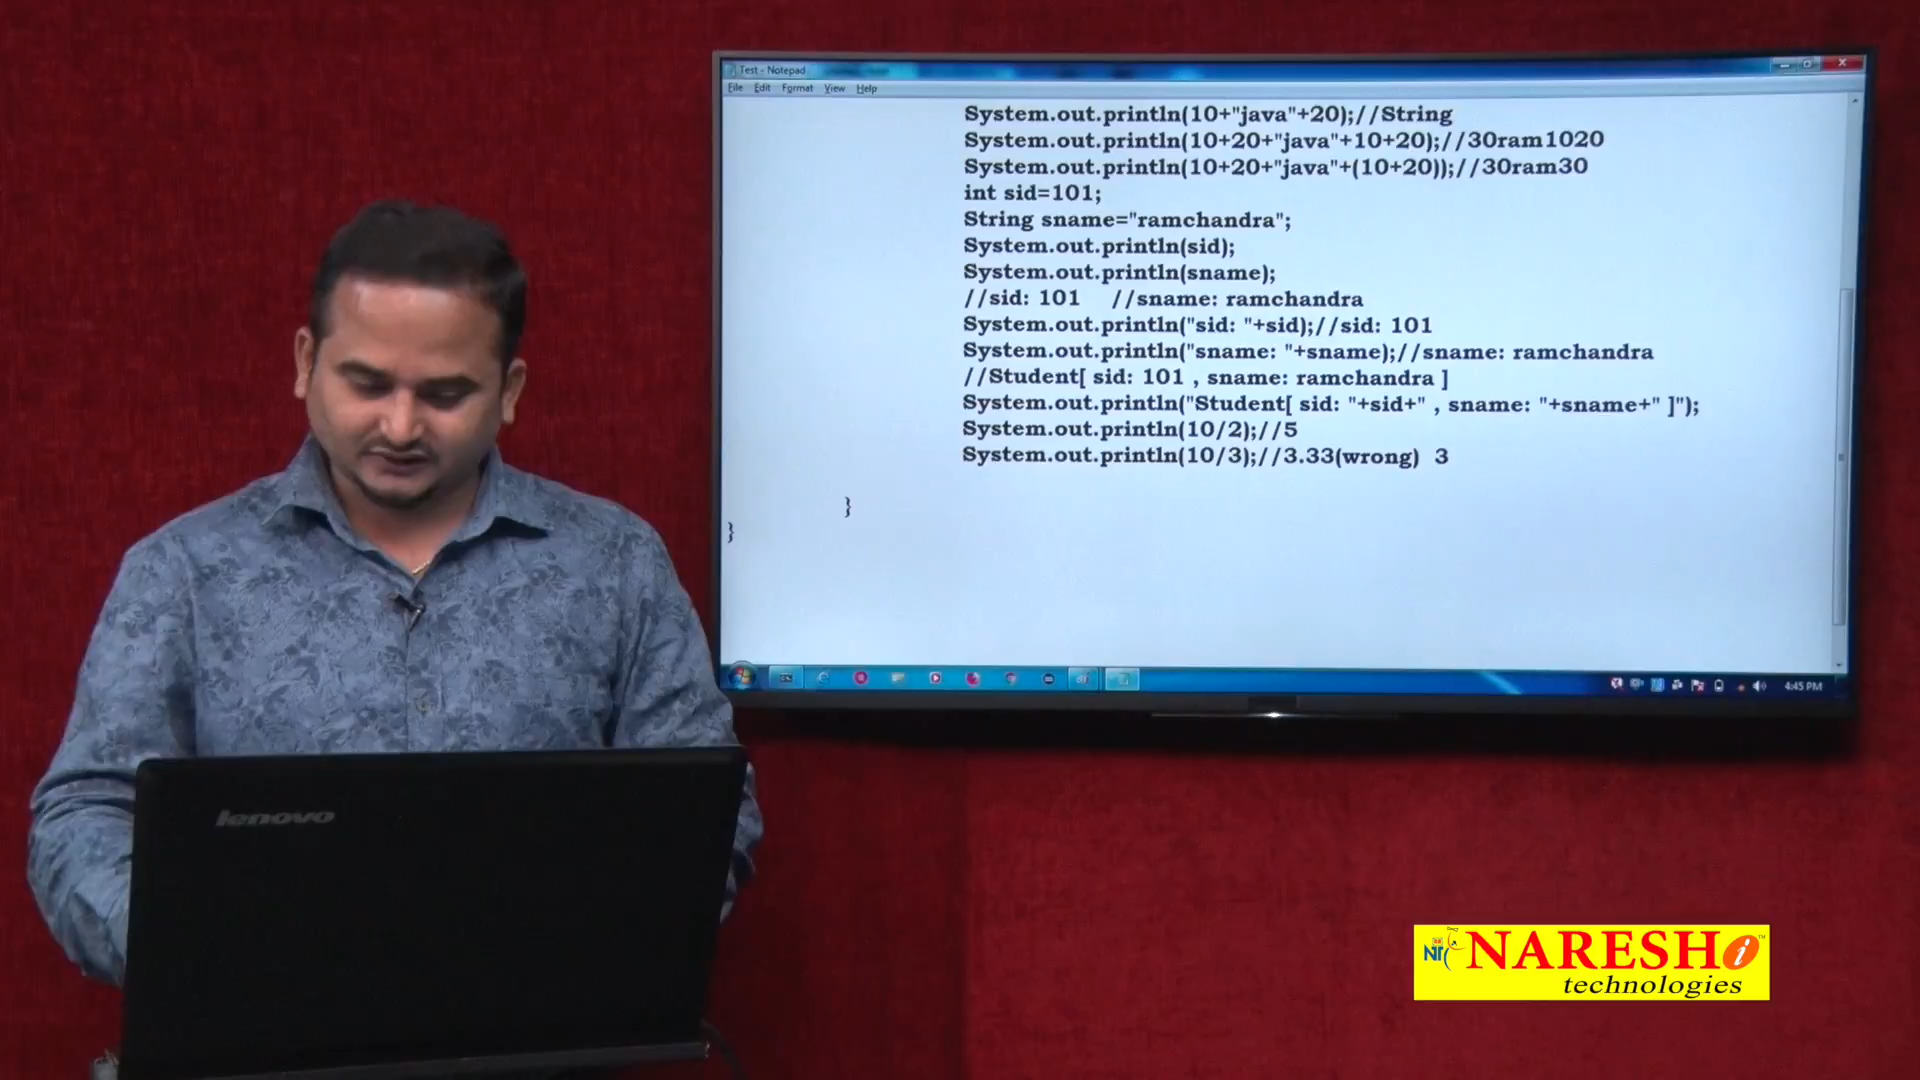 Test - Notepad
File Edit Format View Help
System.out.println(10+"java"+20);//String
System.out.println(10+20+"java"+10+20);//30ram1020
System.out.println(10+20+"java"+(10+20));//30ram30
int sid=101;
String sname="ramchandra";
System.out.println(sid);
System.out.println(sname);
//sid: 101 //sname: ramchandra
System.out.println("sid: "+sid);//sid: 101
System.out.println("sname: "+sname);//sname: ramchandra
//Student[ sid: 101 , sname: ramchandra ]
System.out.println("Student[ sid: "+sid+" , sname: "+sname+" ]");
System.out.println(10/2);//5
System.out.println(10/3);//3.33(wrong) 3
}
}
4:45 PM
lenovo
NARESH i
technologies